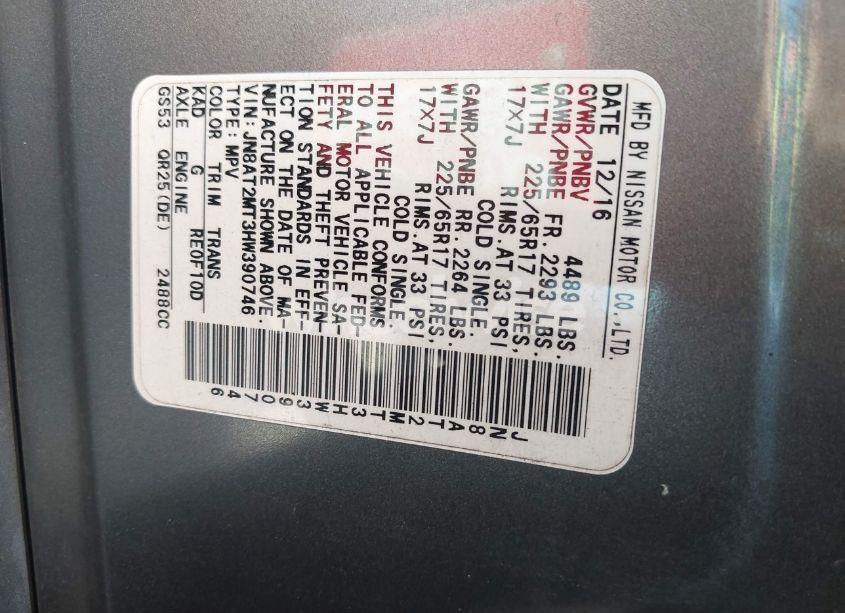 MFD BY NISSAN MOTOR CO.,LTD.
DATE 12/16
GVWR/PNBV 4489 LBS.
GAWR/PNBE FR. 2293 LBS.
WITH 225/65R17 TIRES,
17X7J RIMS.AT 33 PSI
COLD SINGLE.
GAWR/PNBE RR. 2264 LBS.
WITH 225/65R17 TIRES,
17X7J RIMS.AT 33 PSI
COLD SINGLE.
THIS VEHICLE CONFORMS
TO ALL APPLICABLE FED-
ERAL MOTOR VEHICLE SA-
FETY AND THEFT PREVEN-
TION STANDARDS IN EFF-
ECT ON THE DATE OF MA-
NUFACTURE SHOWN ABOVE.
VIN:JN8AT2MT3HW390746
TYPE:MPV
COLOR TRIM TRANS
KAD G RE0F10D
AXLE ENGINE
GS53 QR25(DE) 2488CC
JN8AT2MT3HW390746